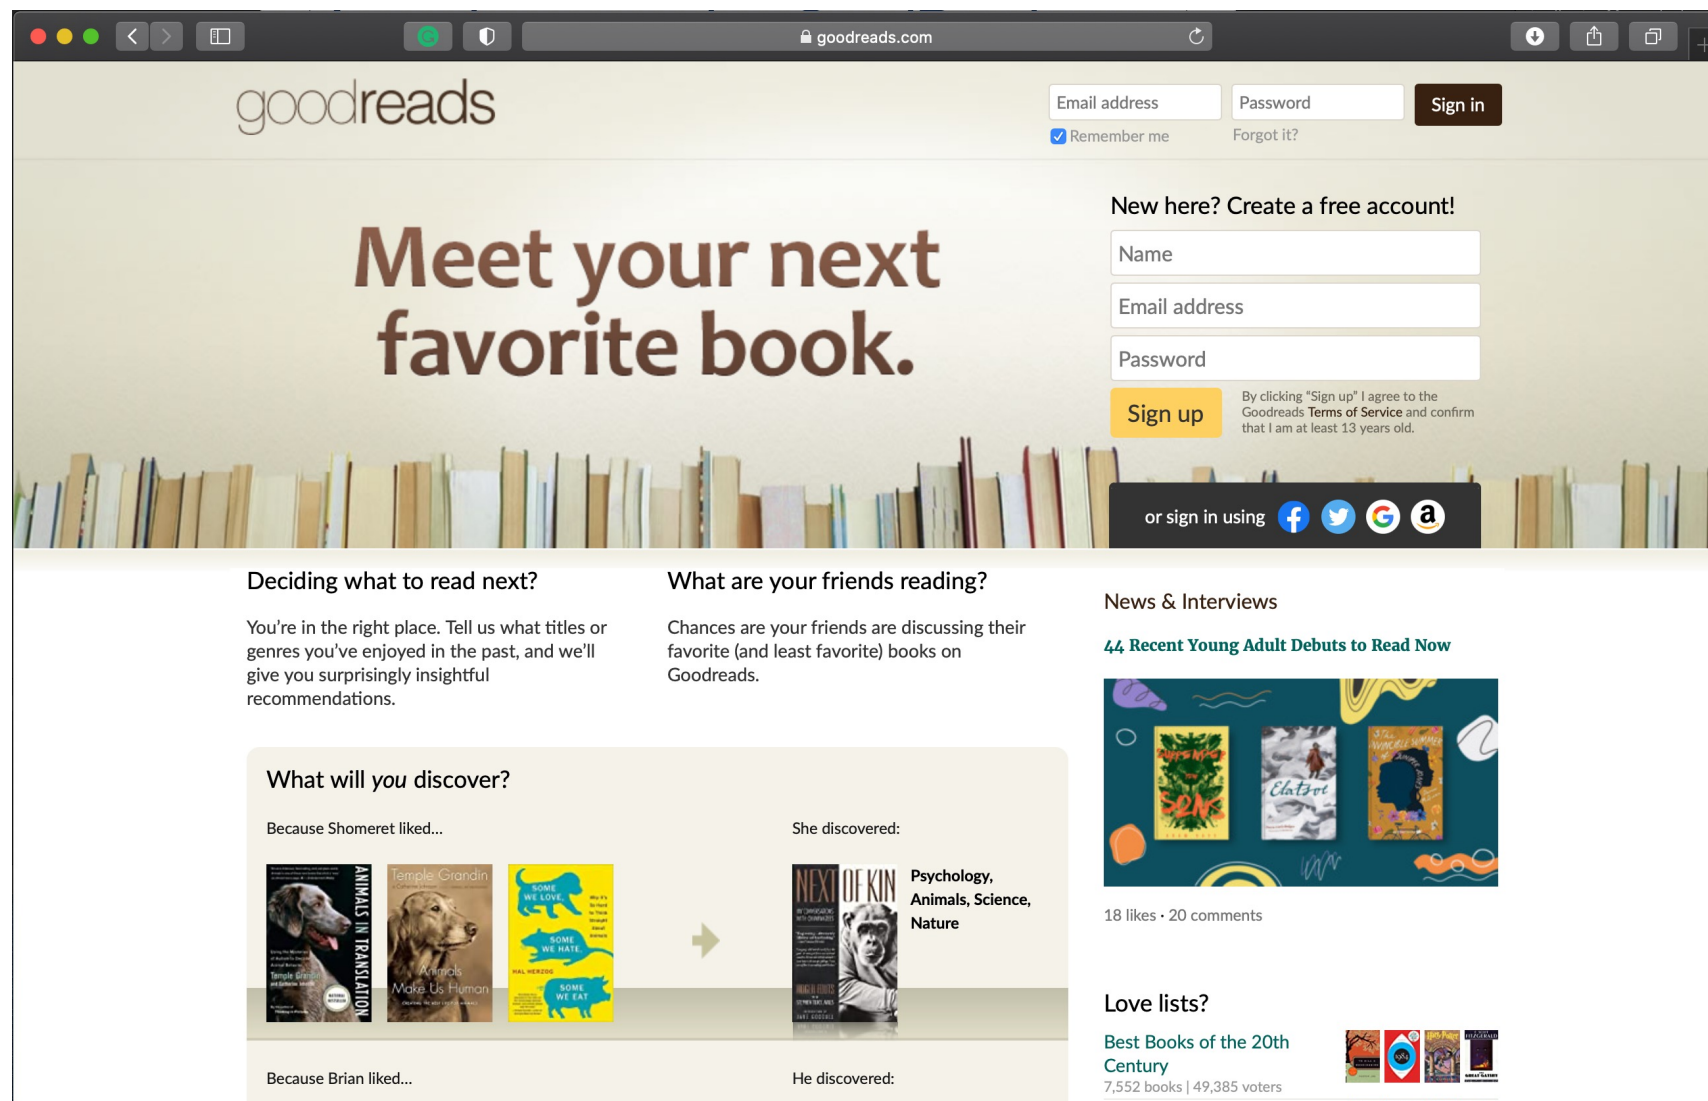 goodreads.com
goodreads
Email address
Password
Sign in
Remember me
Forgot it?
Meet your next
favorite book.
New here? Create a free account!
Name
Email address
Password
Sign up
By clicking “Sign up” I agree to the
Goodreads Terms of Service and confirm
that I am at least 13 years old.
or sign in using
Deciding what to read next?
You’re in the right place. Tell us what titles or
genres you’ve enjoyed in the past, and we’ll
give you surprisingly insightful
recommendations.
What are your friends reading?
Chances are your friends are discussing their
favorite (and least favorite) books on
Goodreads.
What will you discover?
Because Shomeret liked…
ANIMALS IN TRANSLATION
Temple Grandin
Temple Grandin
Animals
Make Us Human
SOME
WE LOVE,
SOME
WE HATE,
HAL HERZOG
SOME
WE EAT
She discovered:
NEXT OF KIN
Psychology,
Animals, Science,
Nature
Because Brian liked…
He discovered:
News & Interviews
44 Recent Young Adult Debuts to Read Now
SONS
Elatsoe
18 likes · 20 comments
Love lists?
Best Books of the 20th
Century
7,552 books | 49,385 voters
1984